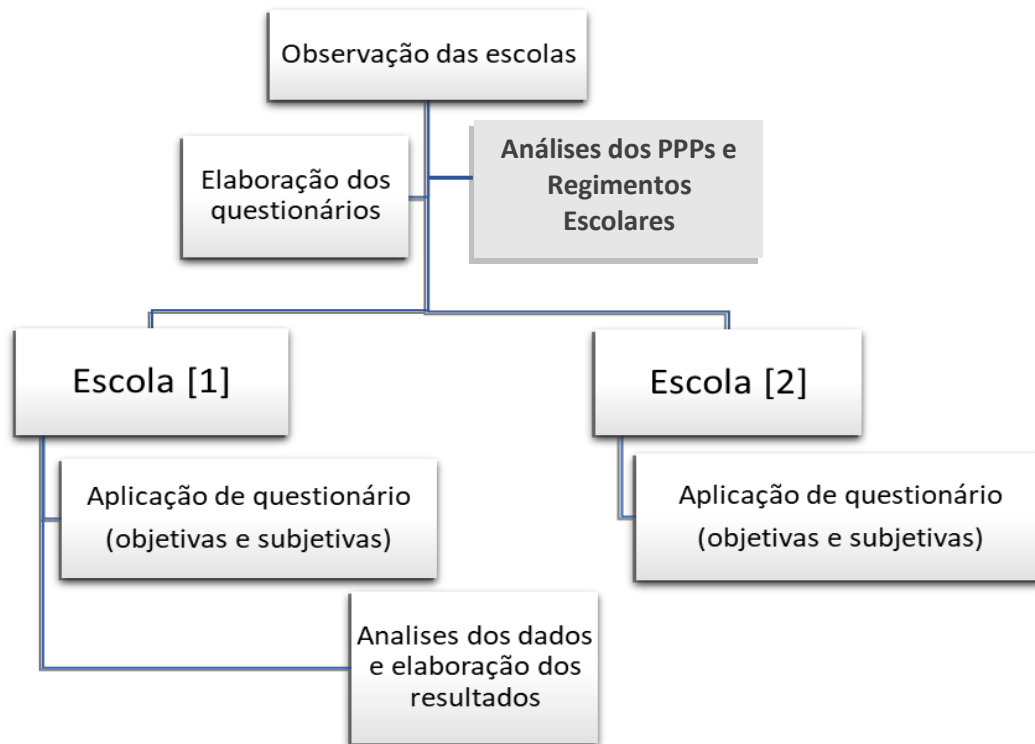 Observação das escolas
Elaboração dos
questionários
Análises dos PPPs e
Regimentos
Escolares
Escola [1]
Escola [2]
Aplicação de questionário
(objetivas e subjetivas)
Aplicação de questionário
(objetivas e subjetivas)
Analises dos dados
e elaboração dos
resultados